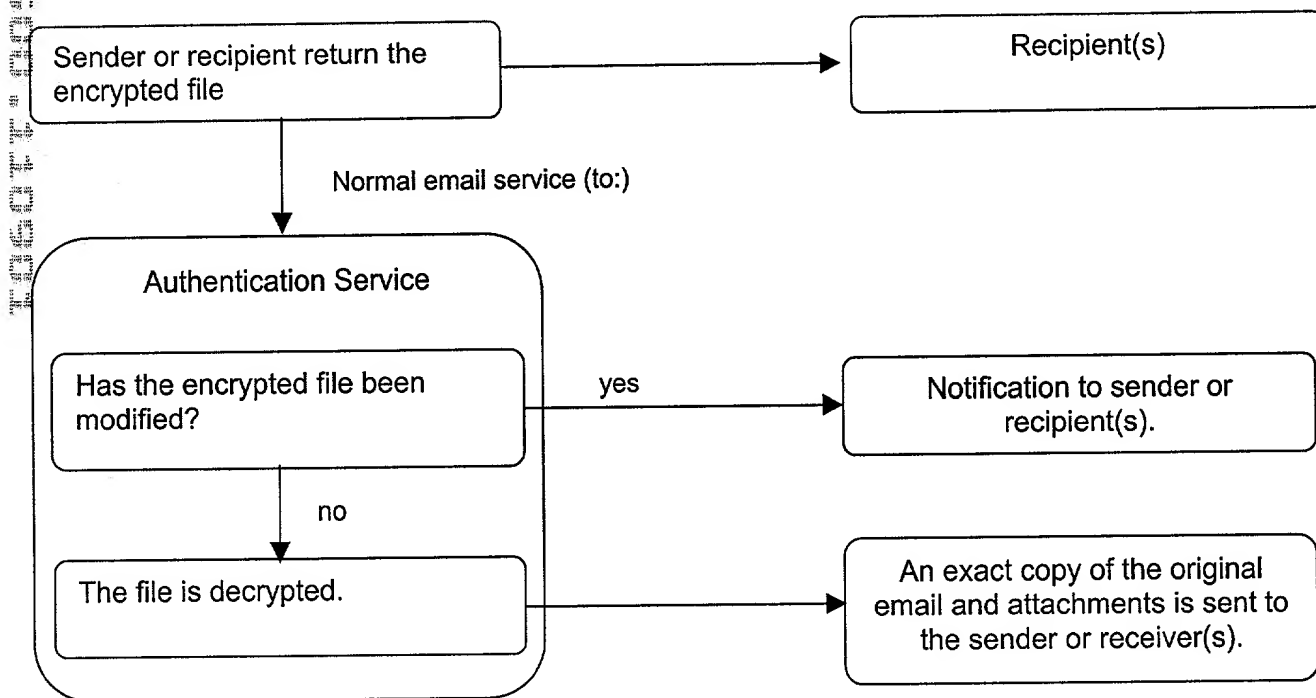 Sender or recipient return the
encrypted file
Recipient(s)
Normal email service (to:)
Authentication Service
Has the encrypted file been
modified?
yes
Notification to sender or
recipient(s).
no
The file is decrypted.
An exact copy of the original
email and attachments is sent to
the sender or receiver(s).